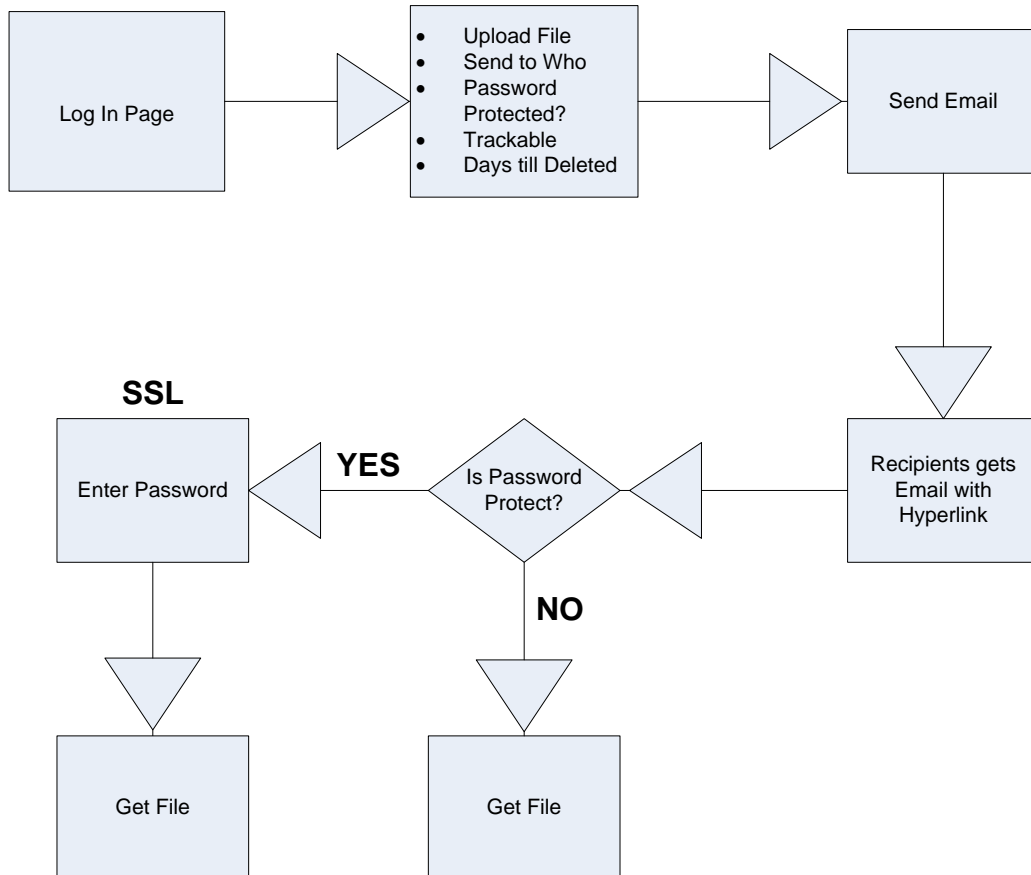 Log In Page
• Upload File
• Send to Who
• Password
Protected?
• Trackable
• Days till Deleted
Send Email
Recipients gets
Email with
Hyperlink
Is Password
Protect?
YES
SSL
Enter Password
NO
Get File
Get File